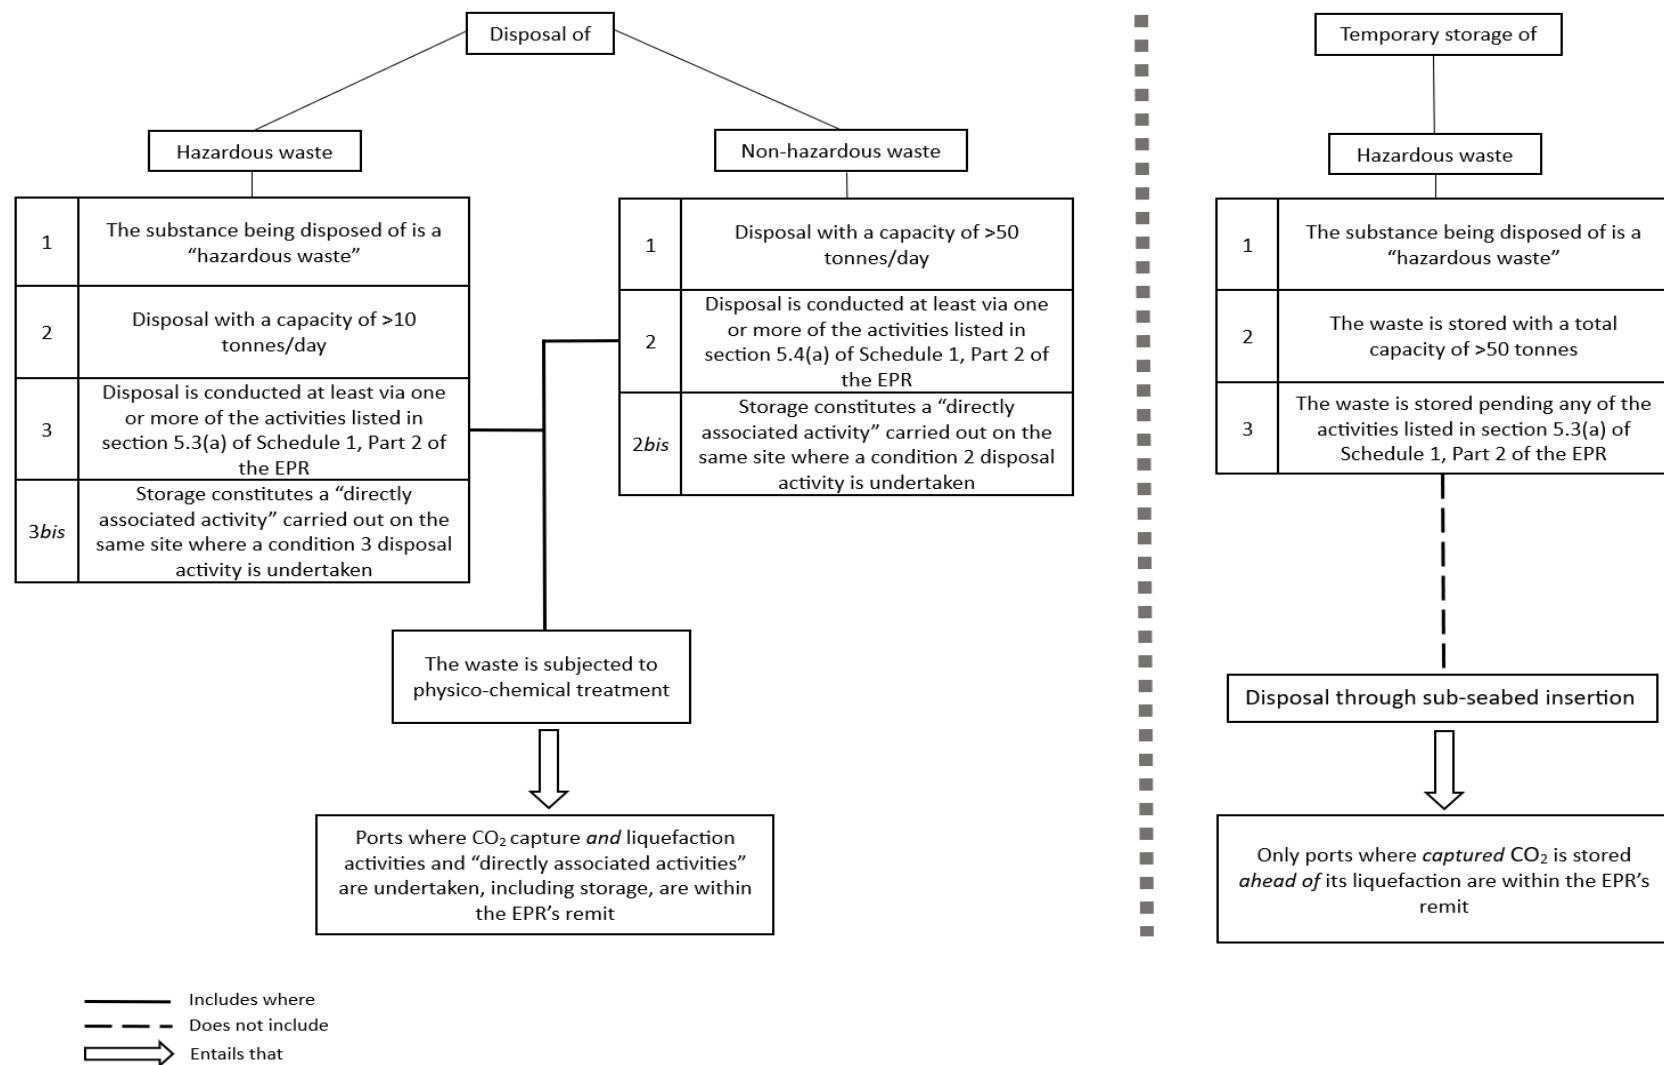 Disposal of
Hazardous waste
1
The substance being disposed of is a
“hazardous waste”
2
Disposal with a capacity of >10
tonnes/day
3
Disposal is conducted at least via one
or more of the activities listed in
section 5.3(a) of Schedule 1, Part 2 of
the EPR
3bis
Storage constitutes a “directly
associated activity” carried out on the
same site where a condition 3 disposal
activity is undertaken
Non-hazardous waste
1
Disposal with a capacity of >50
tonnes/day
2
Disposal is conducted at least via one
or more of the activities listed in
section 5.4(a) of Schedule 1, Part 2 of
the EPR
2bis
Storage constitutes a “directly
associated activity” carried out on the
same site where a condition 2 disposal
activity is undertaken
The waste is subjected to
physico-chemical treatment
Ports where CO₂ capture and liquefaction
activities and “directly associated activities”
are undertaken, including storage, are within
the EPR’s remit
Temporary storage of
Hazardous waste
1
The substance being disposed of is a
“hazardous waste”
2
The waste is stored with a total
capacity of >50 tonnes
3
The waste is stored pending any of the
activities listed in section 5.3(a) of
Schedule 1, Part 2 of the EPR
Disposal through sub-seabed insertion
Only ports where captured CO₂ is stored
ahead of its liquefaction are within the EPR’s
remit
Includes where
Does not include
Entails that